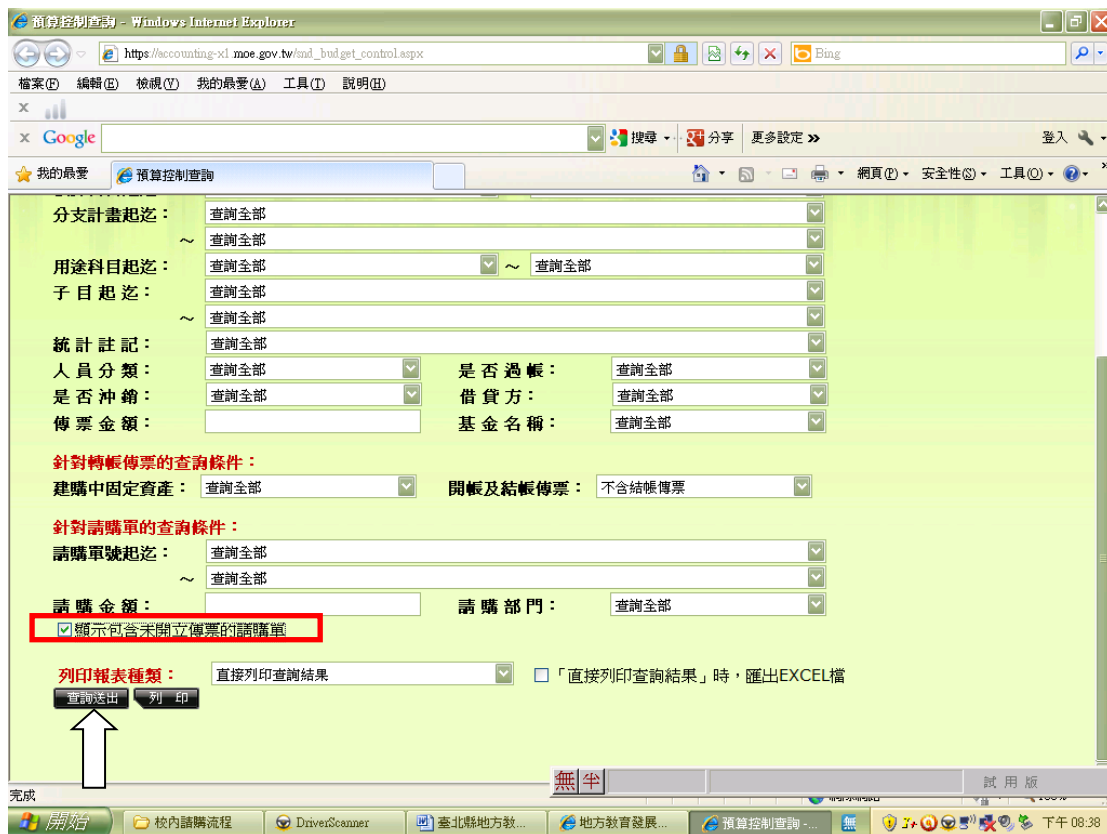 預算控制查詢 - Windows Internet Explorer
https://accounting-x1.moe.gov.tw/snd_budget_control.aspx
Bing
檔案(F) 編輯(E) 檢視(V) 我的最愛(A) 工具(T) 說明(H)
x
x Google 搜尋 分享 更多設定 » 登入
我的最愛 預算控制查詢 網頁(P) 安全性(S) 工具(O) »
分支計畫起迄： 查詢全部
～ 查詢全部
用途科目起迄： 查詢全部 ～ 查詢全部
子目起迄： 查詢全部
～ 查詢全部
統計註記： 查詢全部
人員分類： 查詢全部 是否過帳： 查詢全部
是否沖銷： 查詢全部 借貸方： 查詢全部
傳票金額： 基金名稱： 查詢全部
針對轉帳傳票的查詢條件：
建購中固定資產： 查詢全部 開帳及結帳傳票： 不含結帳傳票
針對請購單的查詢條件：
請購單號起迄： 查詢全部
～ 查詢全部
請購金額： 請購部門： 查詢全部
顯示包含未開立傳票的請購單
列印報表種類： 直接列印查詢結果 「直接列印查詢結果」時，匯出EXCEL檔
查詢送出 列印
無 半 試用版
完成
開始 校內請購流程 DriverScanner 臺北縣地方教... 地方教育發展... 預算控制查詢 -... 無 下午 08:38